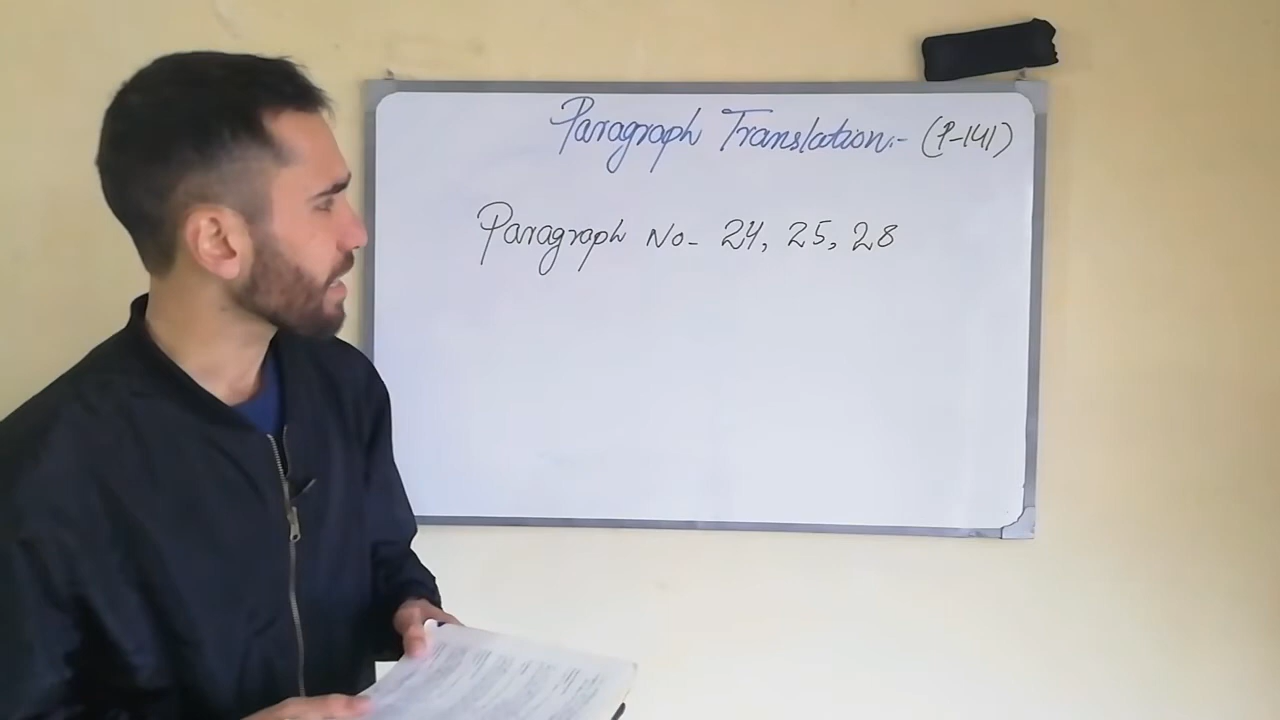 Paragraph Translation:- (P-141)
Paragraph No- 24, 25, 28